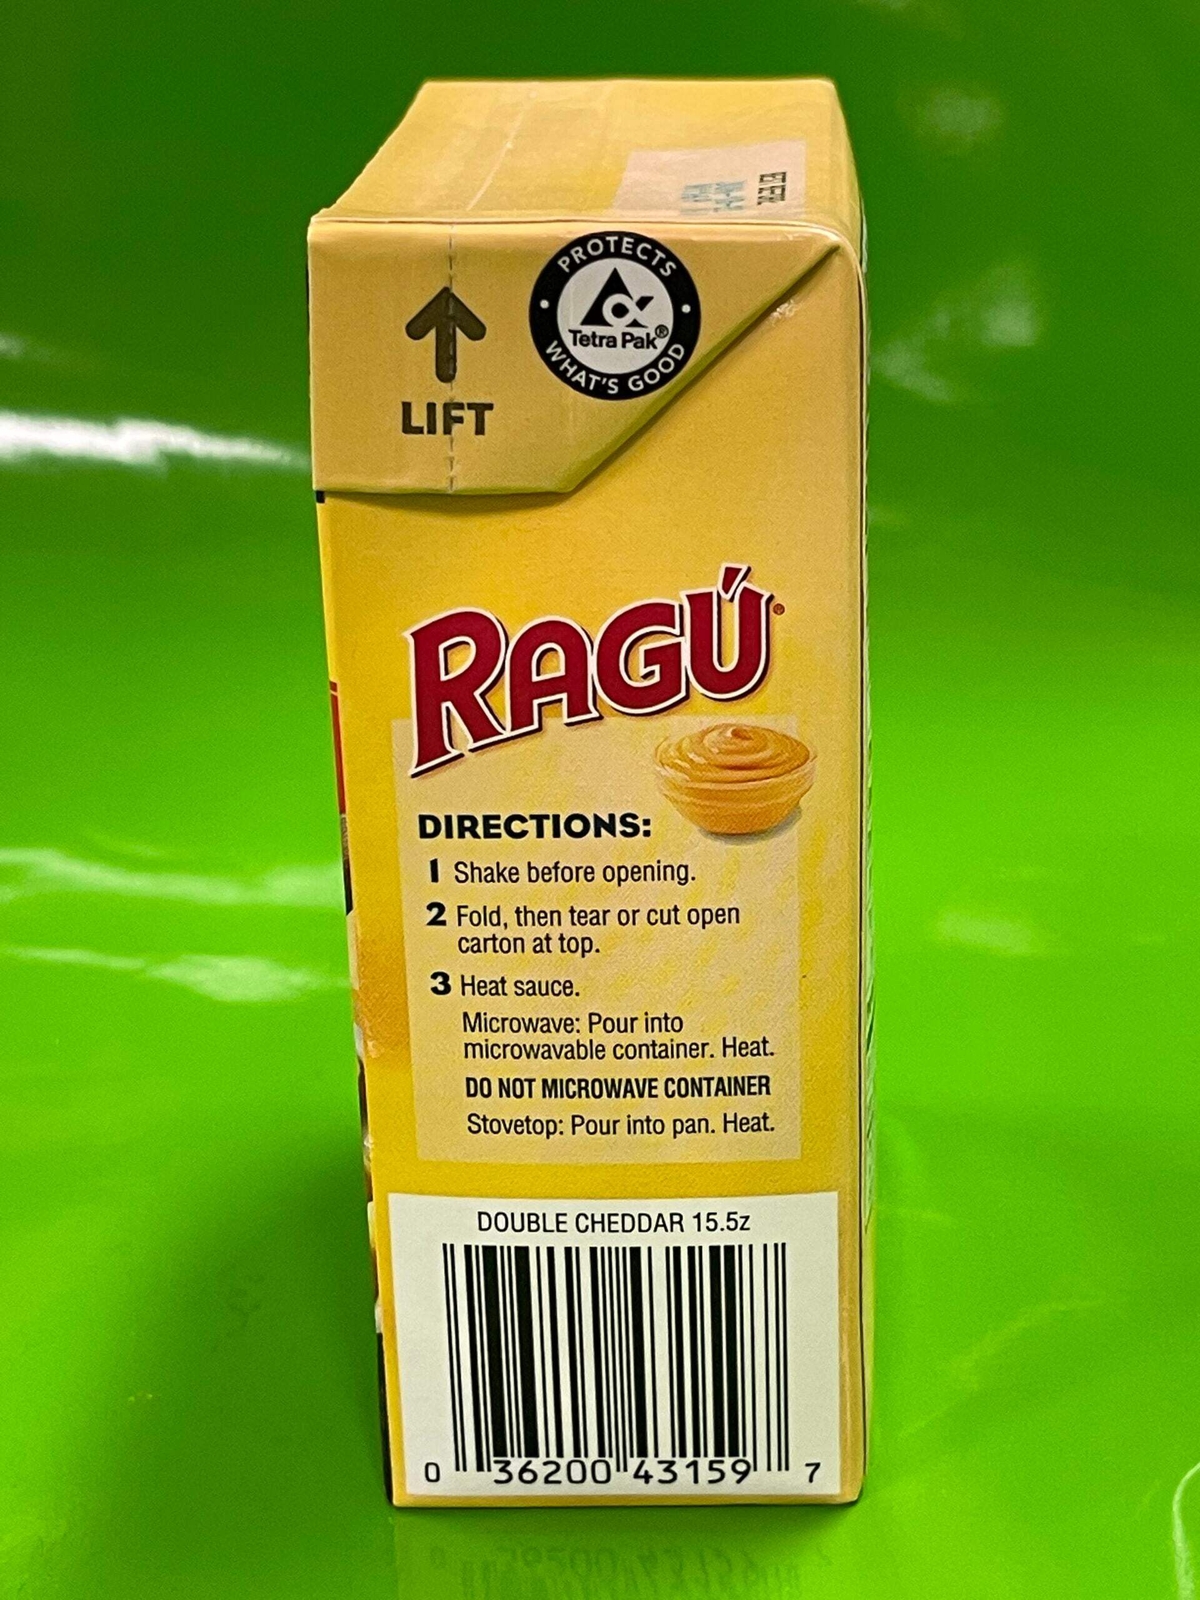 PROTECTS
Tetra Pak®
WHAT'S GOOD
LIFT
RAGÚ®
DIRECTIONS:
1 Shake before opening.
2 Fold, then tear or cut open
carton at top.
3 Heat sauce.
Microwave: Pour into
microwavable container. Heat.
DO NOT MICROWAVE CONTAINER
Stovetop: Pour into pan. Heat.
DOUBLE CHEDDAR 15.5z
0 36200 43159 7